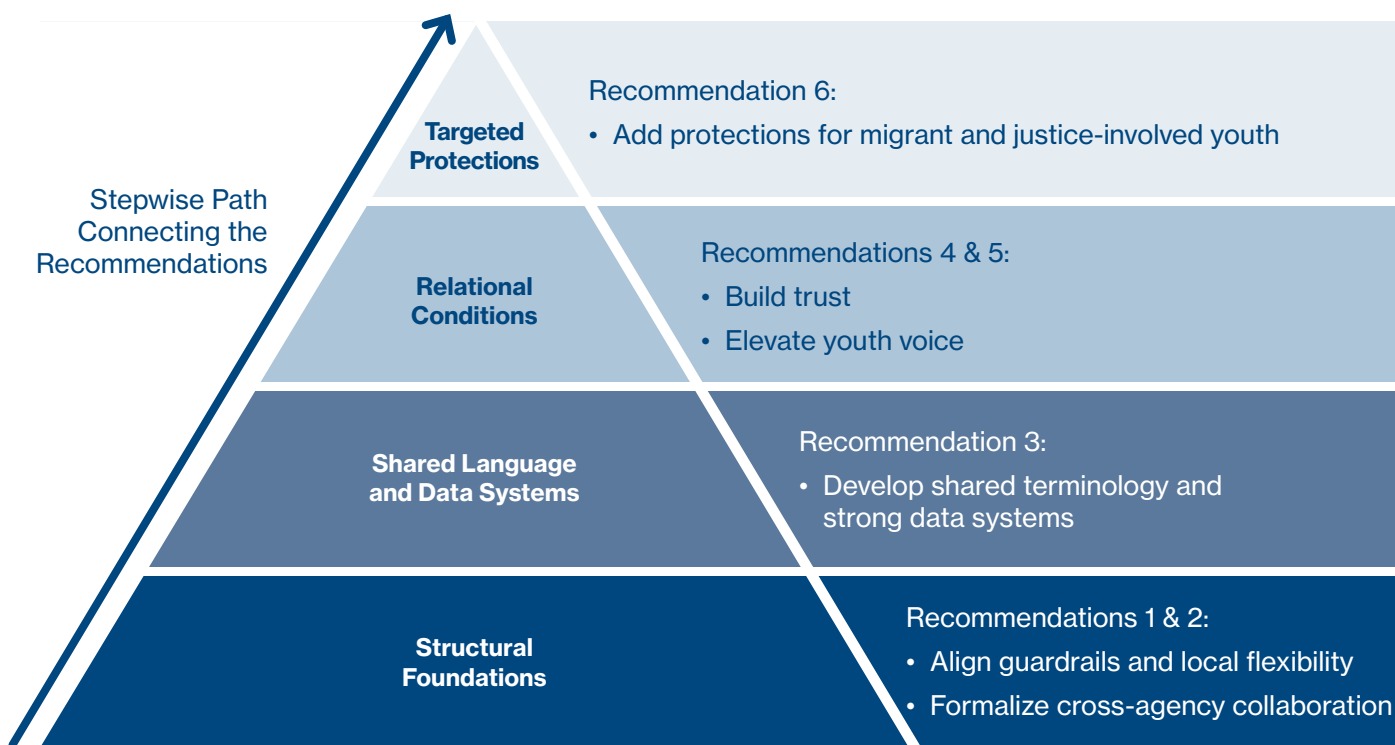 Stepwise Path
Connecting the
Recommendations
Targeted
Protections
Recommendation 6:
• Add protections for migrant and justice-involved youth
Relational
Conditions
Recommendations 4 & 5:
• Build trust
• Elevate youth voice
Shared Language
and Data Systems
Recommendation 3:
• Develop shared terminology and
strong data systems
Structural
Foundations
Recommendations 1 & 2:
• Align guardrails and local flexibility
• Formalize cross-agency collaboration